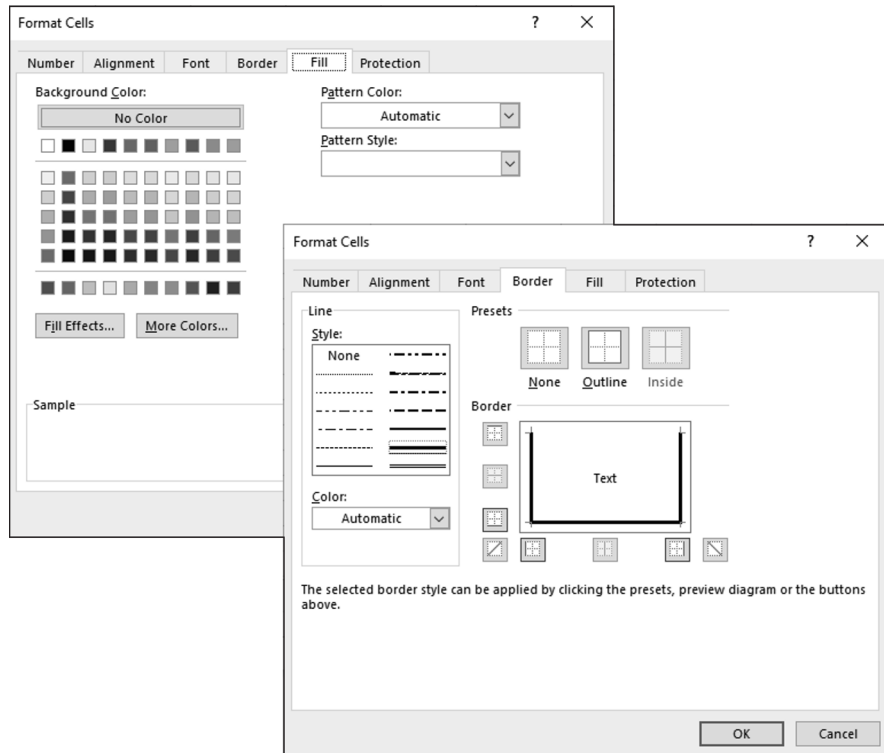 Format Cells ?
Number Alignment Font Border Fill Protection
Background Color:
No Color
Pattern Color:
Automatic
Pattern Style:
Fill Effects... More Colors...
Sample
Format Cells ?
Number Alignment Font Border Fill Protection
Line
Style:
None
Color:
Automatic
Presets
None Outline Inside
Border
Text
The selected border style can be applied by clicking the presets, preview diagram or the buttons
above.
OK Cancel